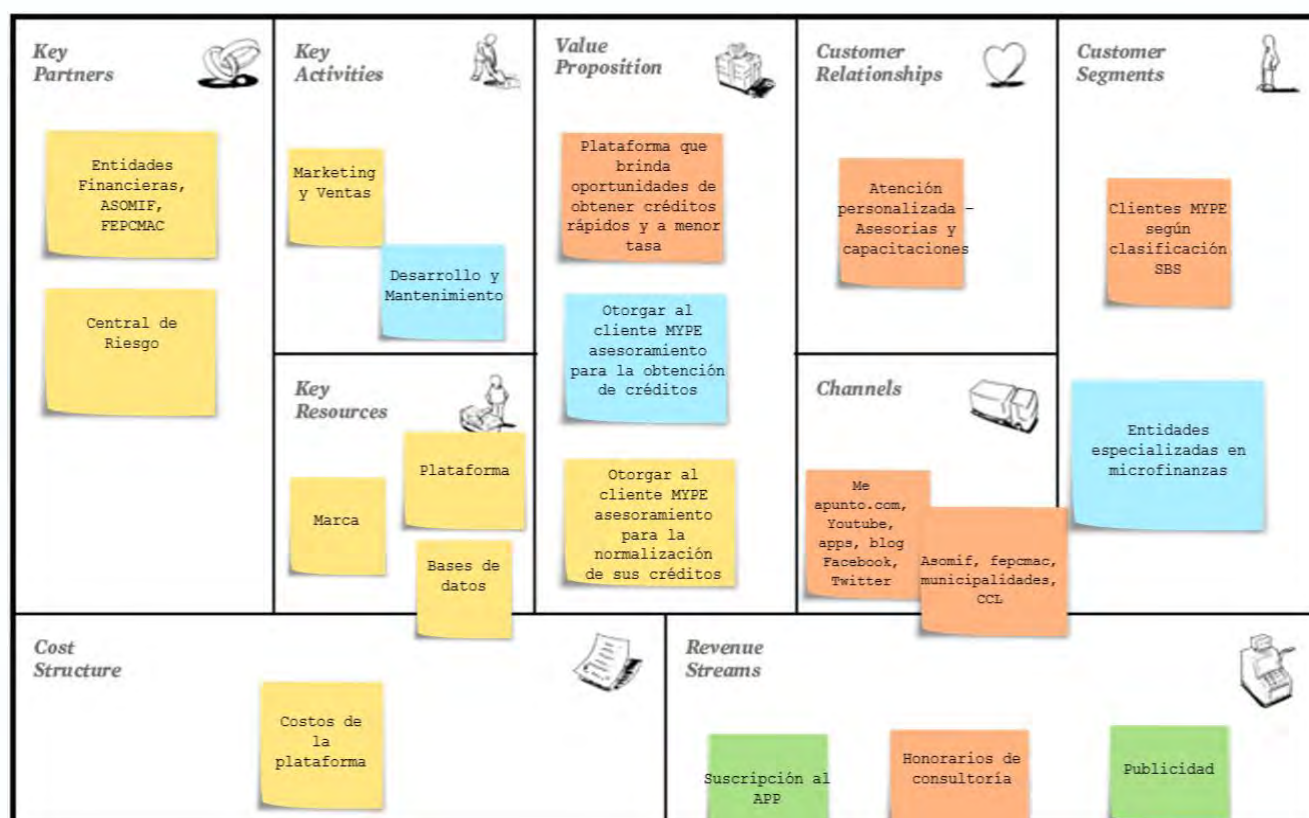 Key
Partners
Entidades
Financieras,
ASOMIF,
FEPCMAC
Central de
Riesgo
Key
Activities
Marketing
y Ventas
Desarrollo y
Mantenimiento
Key
Resources
Plataforma
Marca
Bases de
datos
Value
Proposition
Plataforma que
brinda
oportunidades de
obtener créditos
rápidos y a menor
tasa
Otorgar al
cliente MYPE
asesoramiento
para la obtención
de créditos
Otorgar al
cliente MYPE
asesoramiento
para la
normalización
de sus créditos
Customer
Relationships
Atención
personalizada –
Asesorias y
capacitaciones
Channels
Me
apunto.com,
Youtube,
apps, blog
Facebook,
Twitter
Asomif, fepcmac,
municipalidades,
CCL
Customer
Segments
Clientes MYPE
según
clasificación
SBS
Entidades
especializadas en
microfinanzas
Cost
Structure
Costos de
la
plataforma
Revenue
Streams
Suscripción al
APP
Honorarios de
consultoría
Publicidad